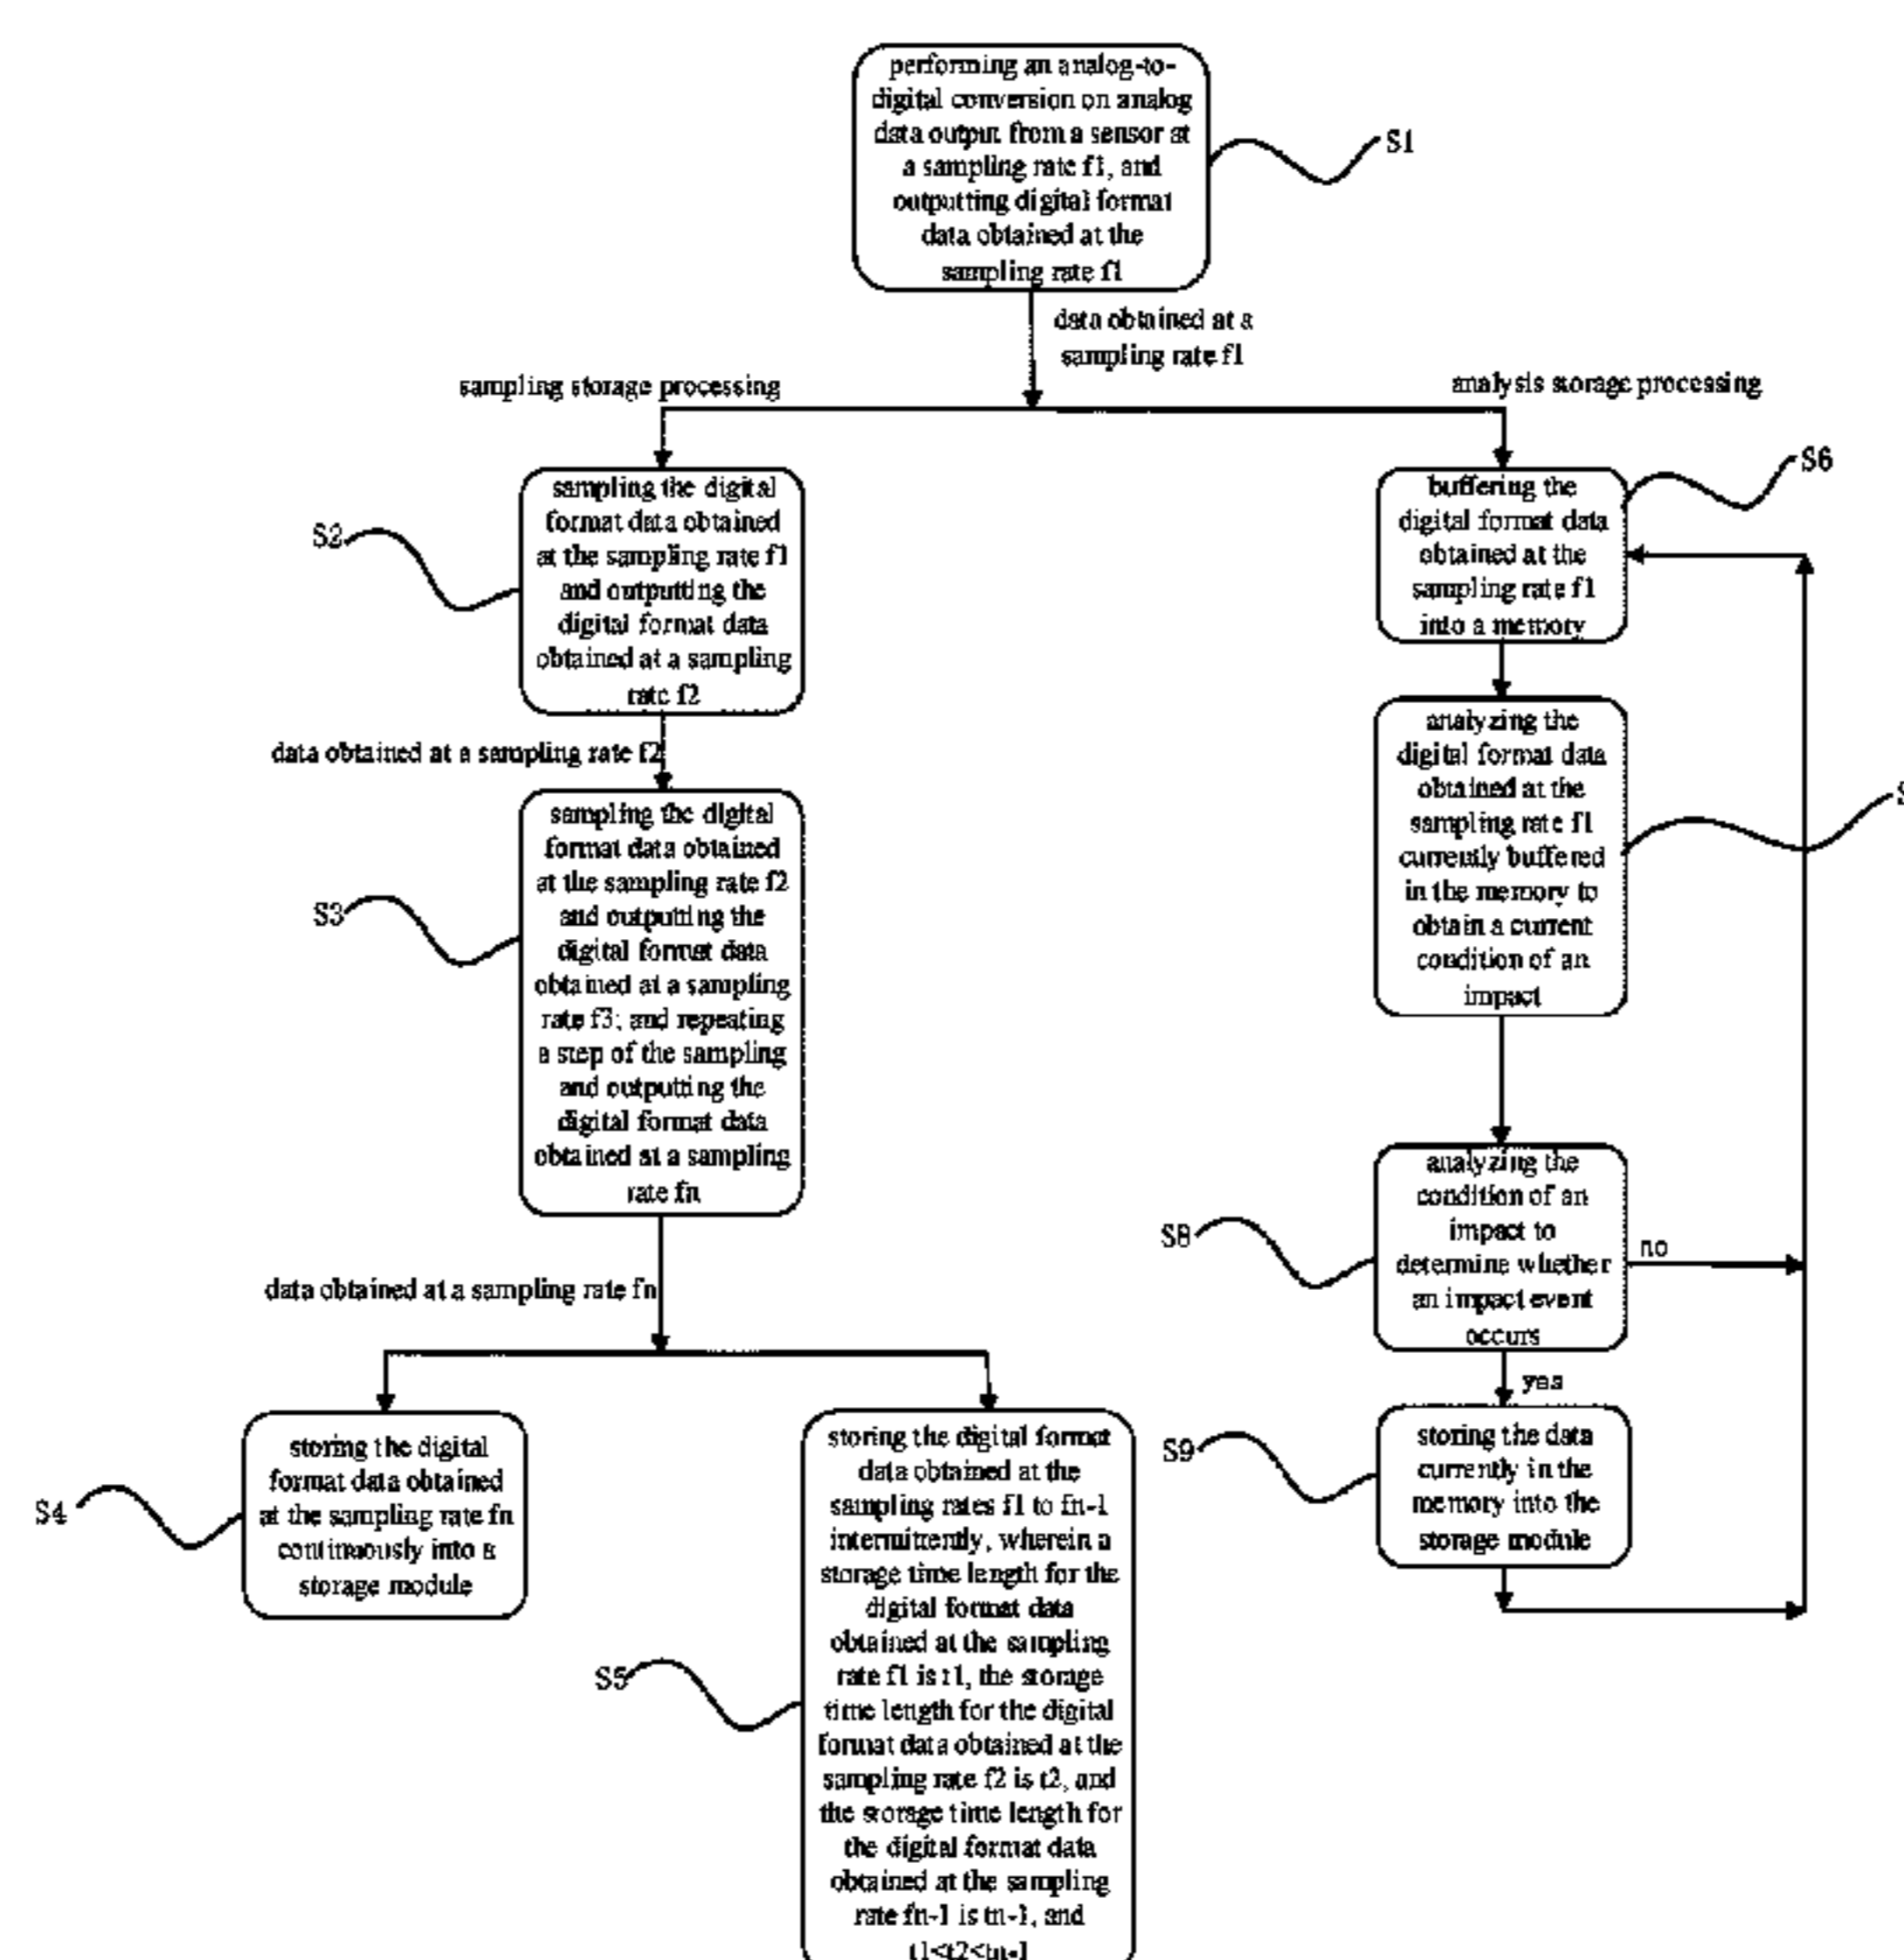 performing an analog-to-
digital conversion on analog
data output from a sensor at
a sampling rate f1, and
outputting digital format
data obtained at the
sampling rate f1
S1
data obtained at a
sampling rate f1
sampling storage processing
analysis storage processing
S2
sampling the digital
format data obtained
at the sampling rate f1
and outputting the
digital format data
obtained at a sampling
rate f2
data obtained at a sampling rate f2
S3
sampling the digital
format data obtained
at the sampling rate f2
and outputting the
digital format data
obtained at a sampling
rate f3; and repeating
a step of the sampling
and outputting the
digital format data
obtained at a sampling
rate fn
data obtained at a sampling rate fn
S4
storing the digital
format data obtained
at the sampling rate fn
continuously into a
storage module
S5
storing the digital format
data obtained at the
sampling rates f1 to fn-1
intermittently, wherein a
storage time length for the
digital format data
obtained at the sampling
rate f1 is t1, the storage
time length for the digital
format data obtained at the
sampling rate f2 is t2, and
the storage time length for
the digital format data
obtained at the sampling
rate fn-1 is tn-1, and
t1<t2<tn-1
S6
buffering the
digital format data
obtained at the
sampling rate f1
into a memory
analyzing the
digital format data
obtained at the
sampling rate f1
currently buffered
in the memory to
obtain a current
condition of an
impact
S8
analyzing the
condition of an
impact to
determine whether
an impact event
occurs
no
yes
S9
storing the data
currently in the
memory into the
storage module